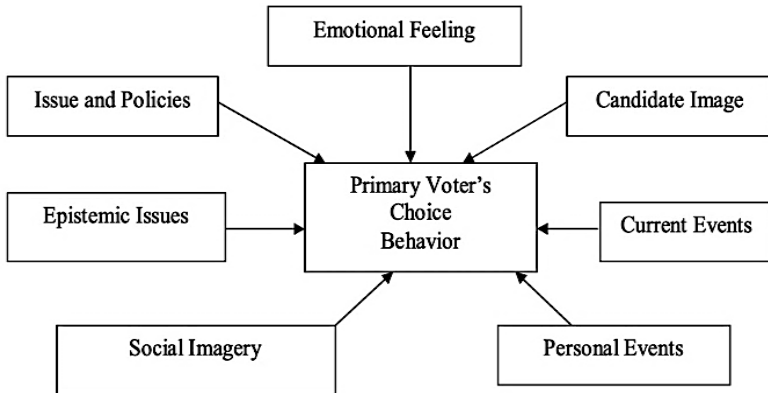 Emotional Feeling
Issue and Policies
Candidate Image
Primary Voter's
Choice
Behavior
Epistemic Issues
Current Events
Social Imagery
Personal Events